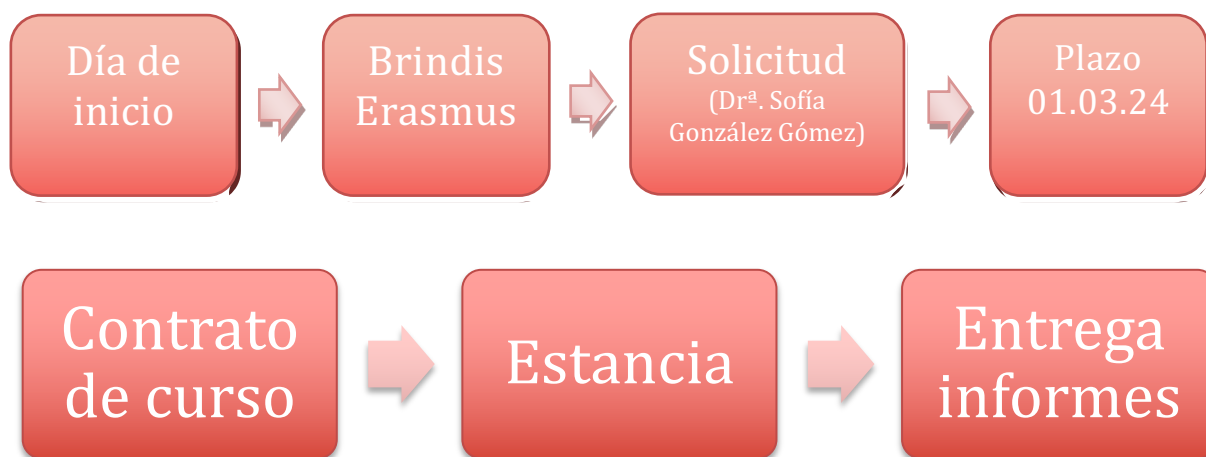 Día de
inicio
Brindis
Erasmus
Solicitud
(Drª. Sofía
González Gómez)
Plazo
01.03.24
Contrato
de curso
Estancia
Entrega
informes